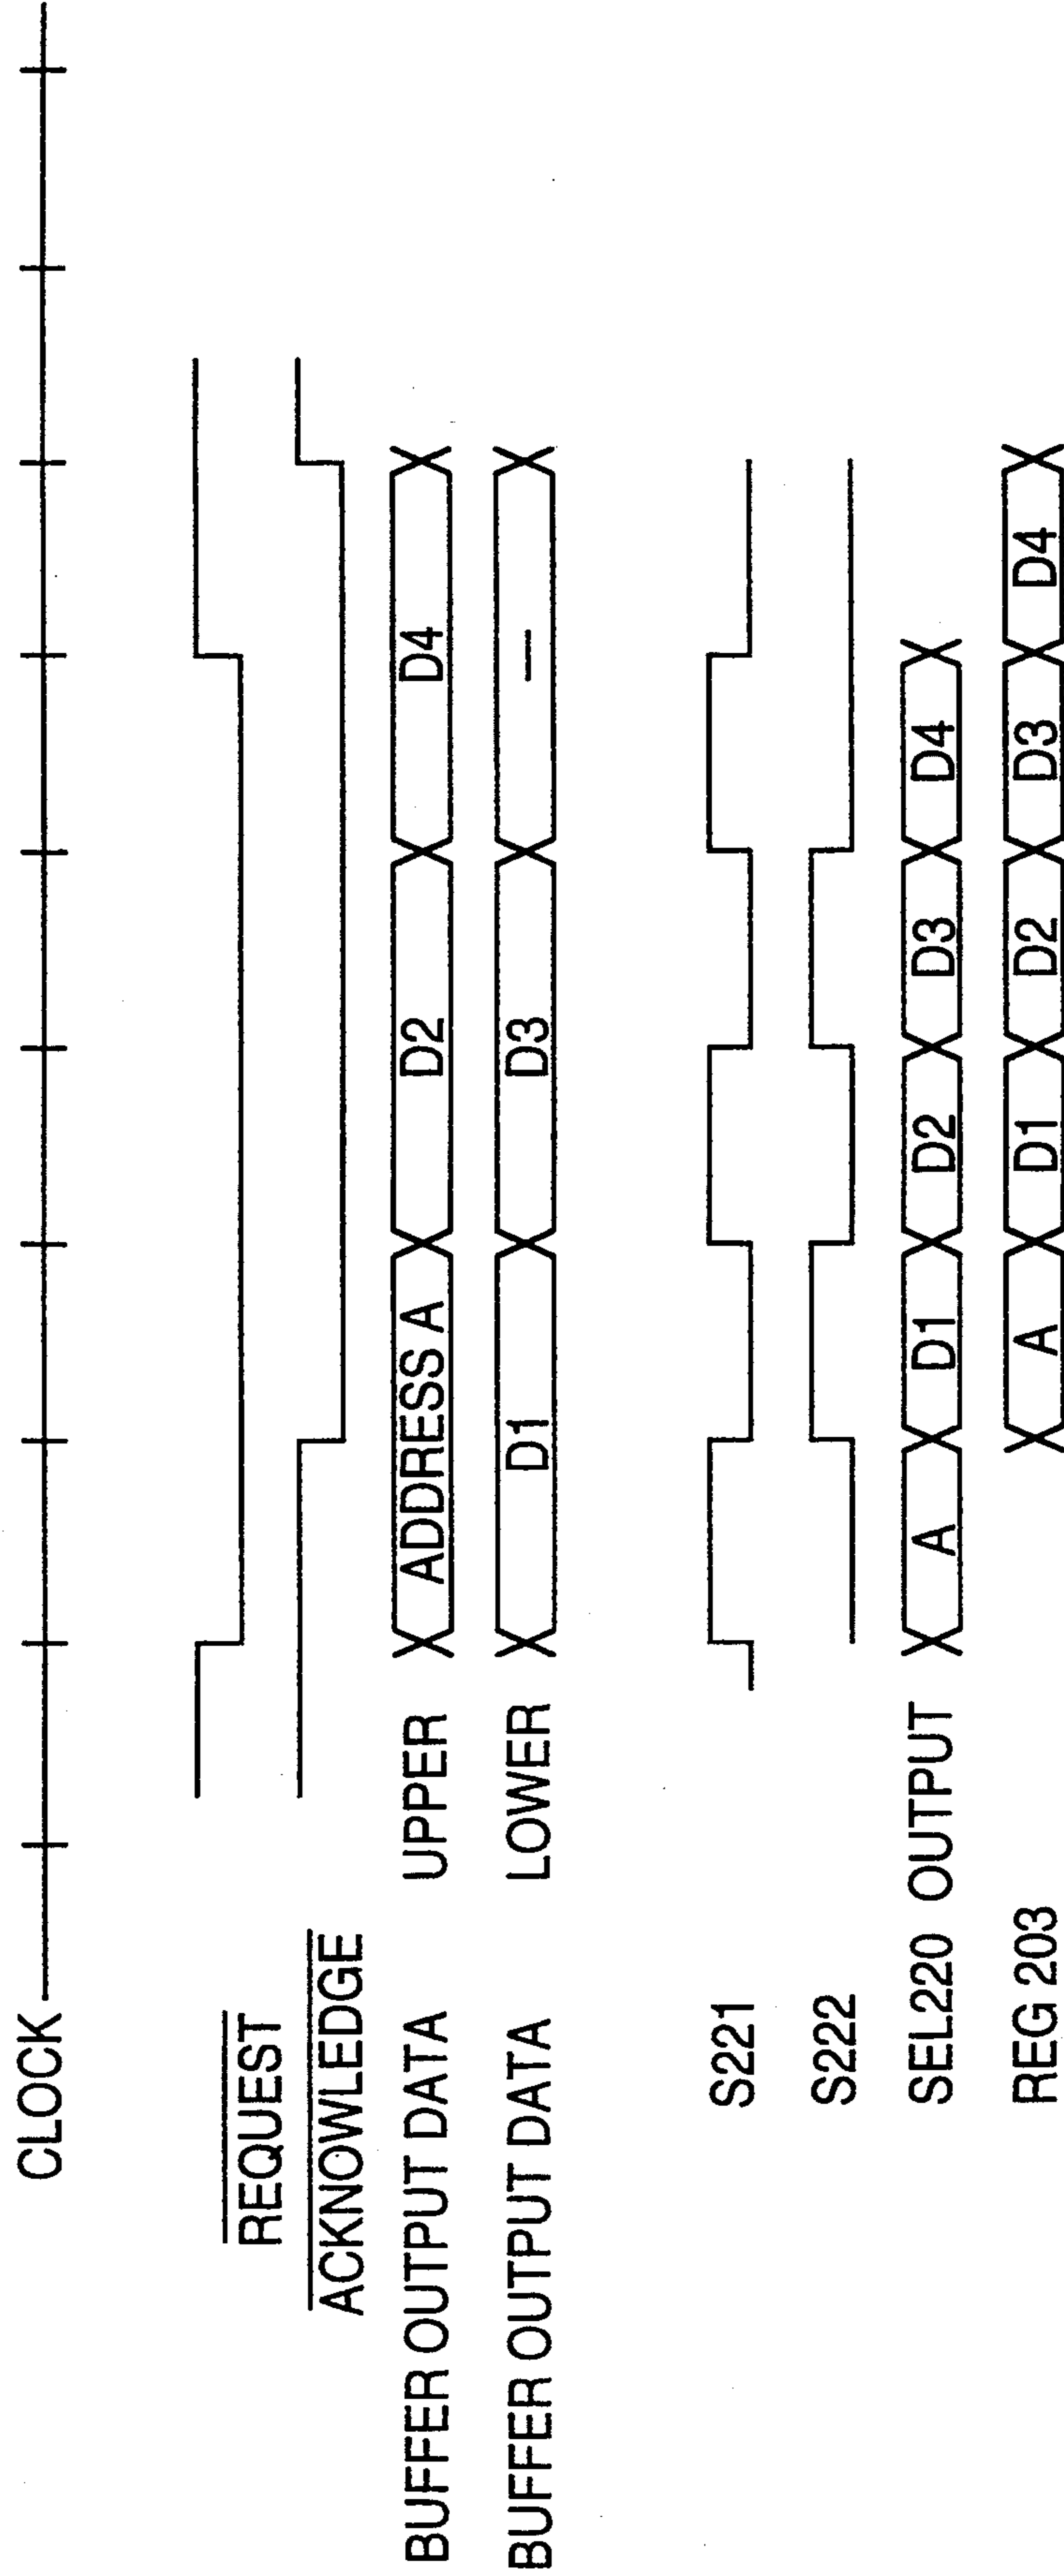 CLOCK
REQUEST
ACKNOWLEDGE
BUFFER OUTPUT DATA UPPER ADDRESS A D2 D4
BUFFER OUTPUT DATA LOWER D1 D3 —
S221
S222
SEL220 OUTPUT A D1 D2 D3 D4
REG 203 A D1 D2 D3 D4